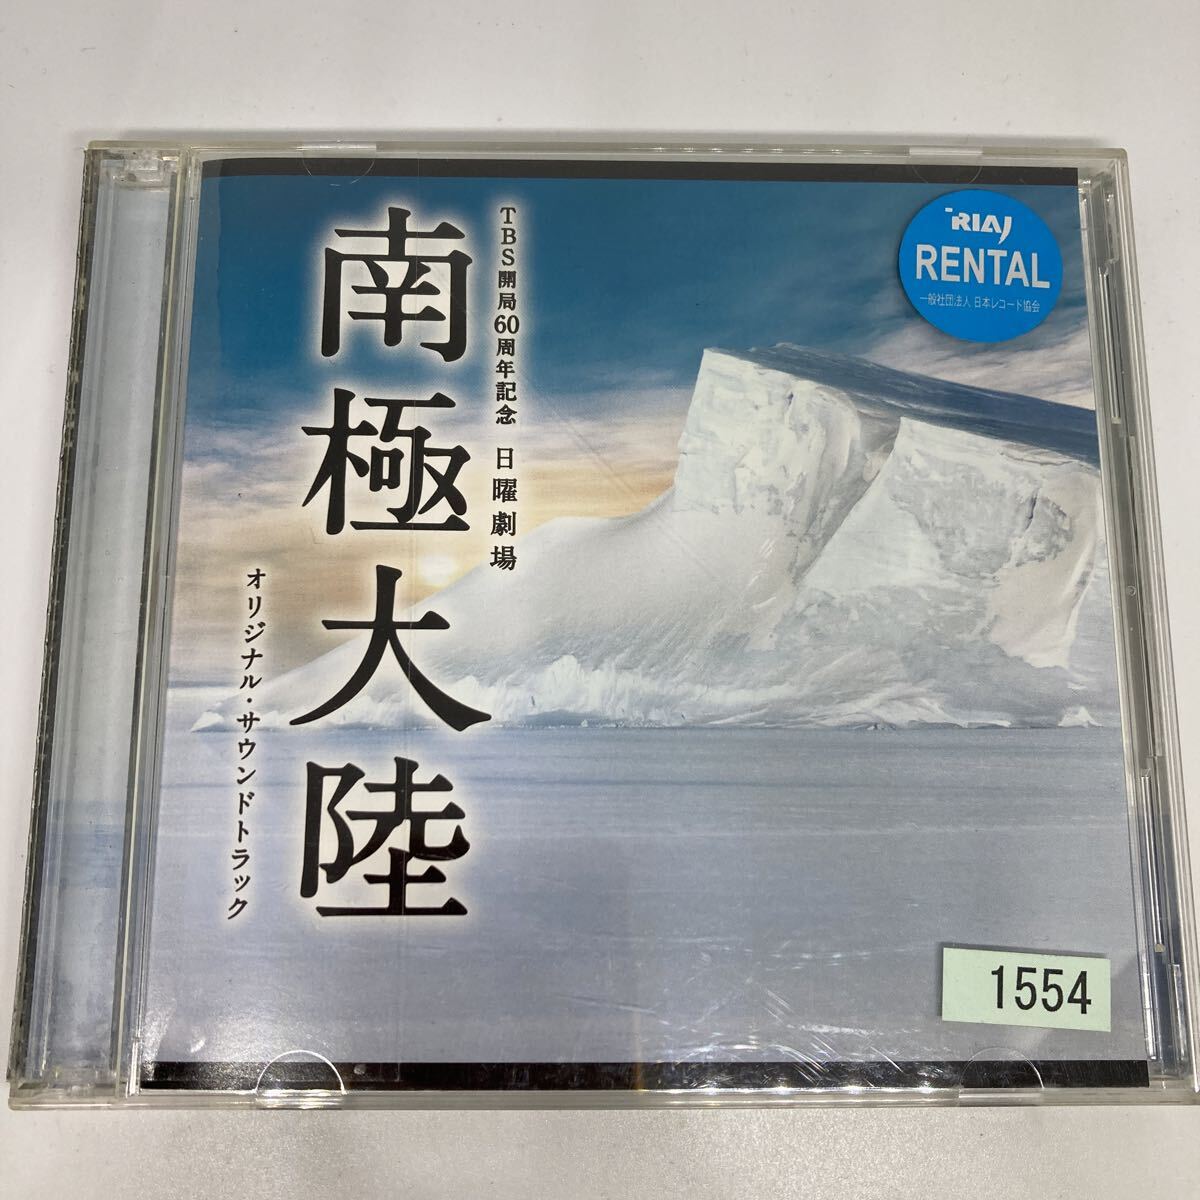 TBS開局60周年記念 日曜劇場
南極大陸
オリジナル・サウンドトラック
RIAJ
RENTAL
一般社団法人 日本レコード協会
1554